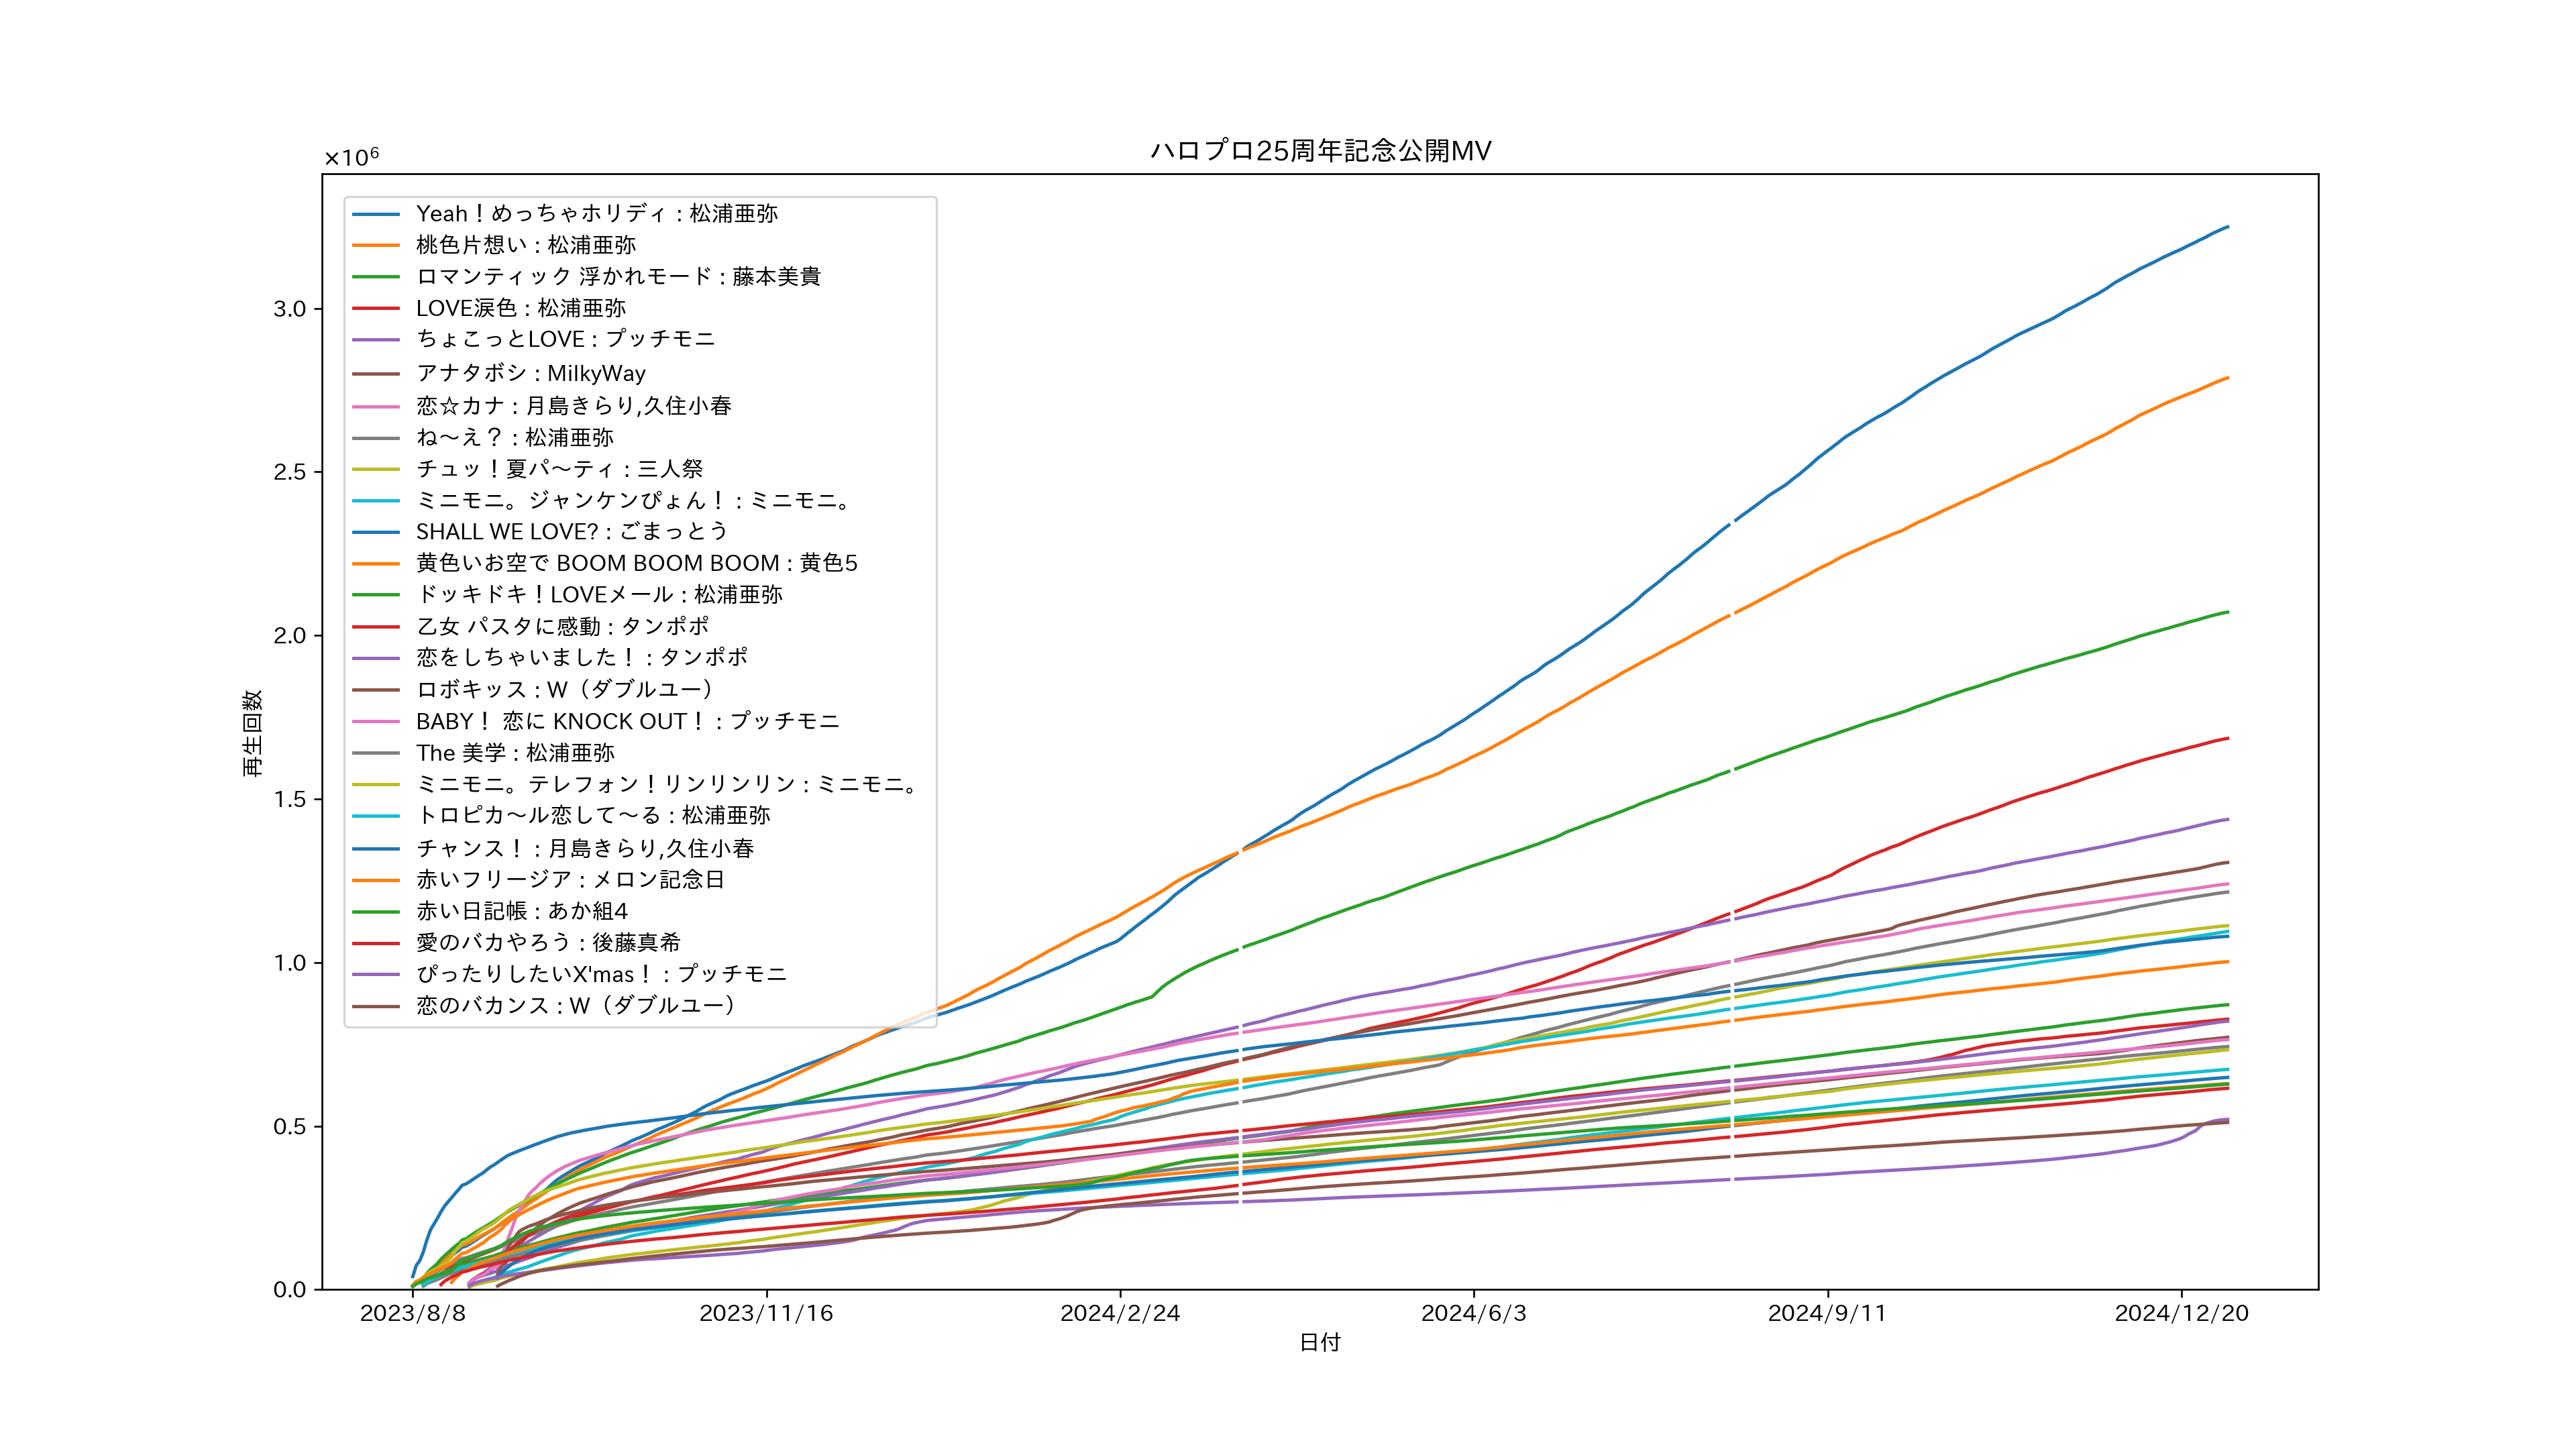 ハロプロ25周年記念公開MV
×10⁶
Yeah！めっちゃホリディ : 松浦亜弥
桃色片想い : 松浦亜弥
ロマンティック 浮かれモード : 藤本美貴
LOVE涙色 : 松浦亜弥
ちょこっとLOVE : プッチモニ
アナタボシ : MilkyWay
恋☆カナ : 月島きらり,久住小春
ね～え？ : 松浦亜弥
チュッ！夏パ～ティ : 三人祭
ミニモニ。ジャンケンぴょん！ : ミニモニ。
SHALL WE LOVE? : ごまっとう
黄色いお空で BOOM BOOM BOOM : 黄色5
ドッキドキ！LOVEメール : 松浦亜弥
乙女 パスタに感動 : タンポポ
恋をしちゃいました！ : タンポポ
ロボキッス : W（ダブルユー）
BABY！ 恋に KNOCK OUT！ : プッチモニ
The 美学 : 松浦亜弥
ミニモニ。テレフォン！リンリンリン : ミニモニ。
トロピカ～ル恋して～る : 松浦亜弥
チャンス！ : 月島きらり,久住小春
赤いフリージア : メロン記念日
赤い日記帳 : あか組4
愛のバカやろう : 後藤真希
ぴったりしたいX'mas！ : プッチモニ
恋のバカンス : W（ダブルユー）
3.0
2.5
2.0
1.5
1.0
0.5
0.0
再生回数
2023/8/8
2023/11/16
2024/2/24
2024/6/3
2024/9/11
2024/12/20
日付